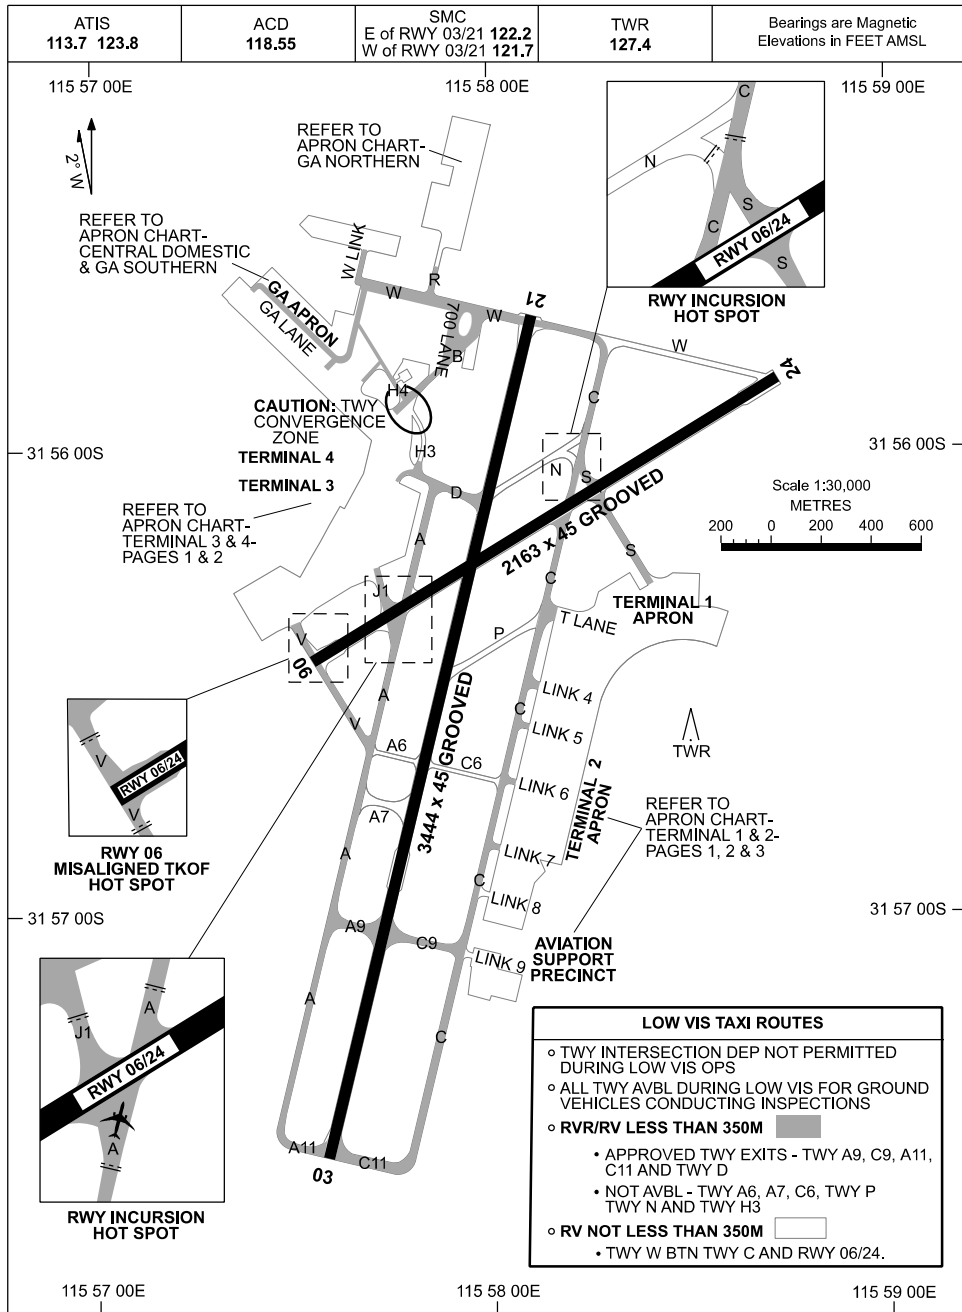 ATIS
113.7 123.8
ACD
118.55
SMC
E of RWY 03/21 122.2
W of RWY 03/21 121.7
TWR
127.4
Bearings are Magnetic
Elevations in FEET AMSL
115 57 00E
115 58 00E
115 59 00E
2° W
REFER TO
APRON CHART-
GA NORTHERN
REFER TO
APRON CHART-
CENTRAL DOMESTIC
& GA SOUTHERN
C
N
S
C
RWY 06/24
S
RWY INCURSION
HOT SPOT
W LINK
R
W
GA APRON
GA LANE
700 LANE
W
21
W
B
24
H4
C
CAUTION: TWY
CONVERGENCE
ZONE
TERMINAL 4
TERMINAL 3
31 56 00S
31 56 00S
H3
N
S
D
REFER TO
APRON CHART-
TERMINAL 3 & 4-
PAGES 1 & 2
Scale 1:30,000
METRES
200 0 200 400 600
A
2163 x 45 GROOVED
S
C
J1
TERMINAL 1
APRON
T LANE
V
06
P
A
LINK 4
C
V
LINK 5
TWR
A6
C6
LINK 6
3444 x 45 GROOVED
TERMINAL 2
APRON
REFER TO
APRON CHART-
TERMINAL 1 & 2-
PAGES 1, 2 & 3
V
RWY 06/24
V
RWY 06
MISALIGNED TKOF
HOT SPOT
A7
A
LINK 7
C
LINK 8
31 57 00S
31 57 00S
A9
C9
AVIATION
SUPPORT
PRECINCT
LINK 9
A
C
A
J1
RWY 06/24
A
RWY INCURSION
HOT SPOT
A11
03
C11
LOW VIS TAXI ROUTES
TWY INTERSECTION DEP NOT PERMITTED
DURING LOW VIS OPS
ALL TWY AVBL DURING LOW VIS FOR GROUND
VEHICLES CONDUCTING INSPECTIONS
RVR/RV LESS THAN 350M
• APPROVED TWY EXITS - TWY A9, C9, A11,
C11 AND TWY D
• NOT AVBL - TWY A6, A7, C6, TWY P
TWY N AND TWY H3
RV NOT LESS THAN 350M
• TWY W BTN TWY C AND RWY 06/24.
115 57 00E
115 58 00E
115 59 00E